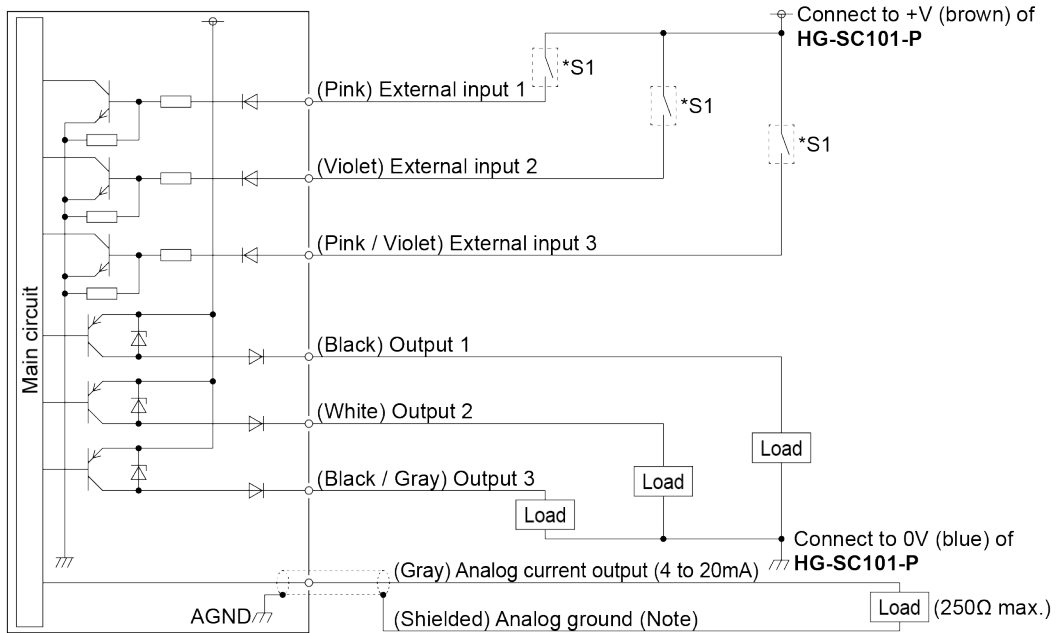 Connect to +V (brown) of
HG-SC101-P
*S1
(Pink) External input 1
*S1
*S1
(Violet) External input 2
(Pink / Violet) External input 3
Main circuit
(Black) Output 1
(White) Output 2
Load
(Black / Gray) Output 3
Load
Load
Connect to 0V (blue) of
HG-SC101-P
(Gray) Analog current output (4 to 20mA)
AGND
(Shielded) Analog ground (Note)
Load (250Ω max.)